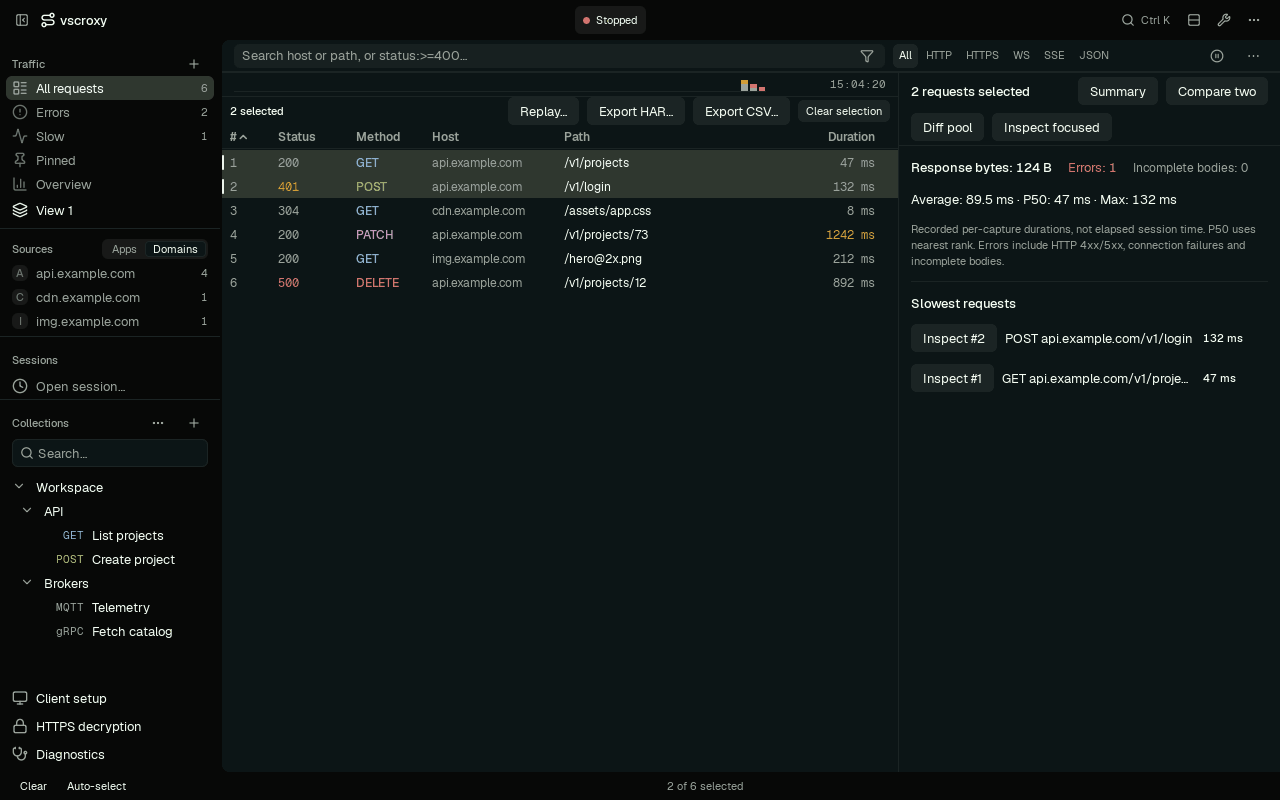 vscroxy
Stopped
Ctrl K
Traffic
All requests 6
Errors 2
Slow 1
Pinned
Overview
View 1
Sources Apps Domains
A api.example.com 4
C cdn.example.com 1
I img.example.com 1
Sessions
Open session...
Collections
Search...
Workspace
API
GET List projects
POST Create project
Brokers
MQTT Telemetry
gRPC Fetch catalog
Client setup
HTTPS decryption
Diagnostics
Clear Auto-select
Search host or path, or status:>=400...
All HTTP HTTPS WS SSE JSON
15:04:20
2 selected Replay... Export HAR... Export CSV... Clear selection
# Status Method Host Path Duration
1 200 GET api.example.com /v1/projects 47 ms
2 401 POST api.example.com /v1/login 132 ms
3 304 GET cdn.example.com /assets/app.css 8 ms
4 200 PATCH api.example.com /v1/projects/73 1242 ms
5 200 GET img.example.com /hero@2x.png 212 ms
6 500 DELETE api.example.com /v1/projects/12 892 ms
2 requests selected Summary Compare two
Diff pool Inspect focused
Response bytes: 124 B Errors: 1 Incomplete bodies: 0
Average: 89.5 ms · P50: 47 ms · Max: 132 ms
Recorded per-capture durations, not elapsed session time. P50 uses
nearest rank. Errors include HTTP 4xx/5xx, connection failures and
incomplete bodies.
Slowest requests
Inspect #2 POST api.example.com/v1/login 132 ms
Inspect #1 GET api.example.com/v1/proje... 47 ms
2 of 6 selected